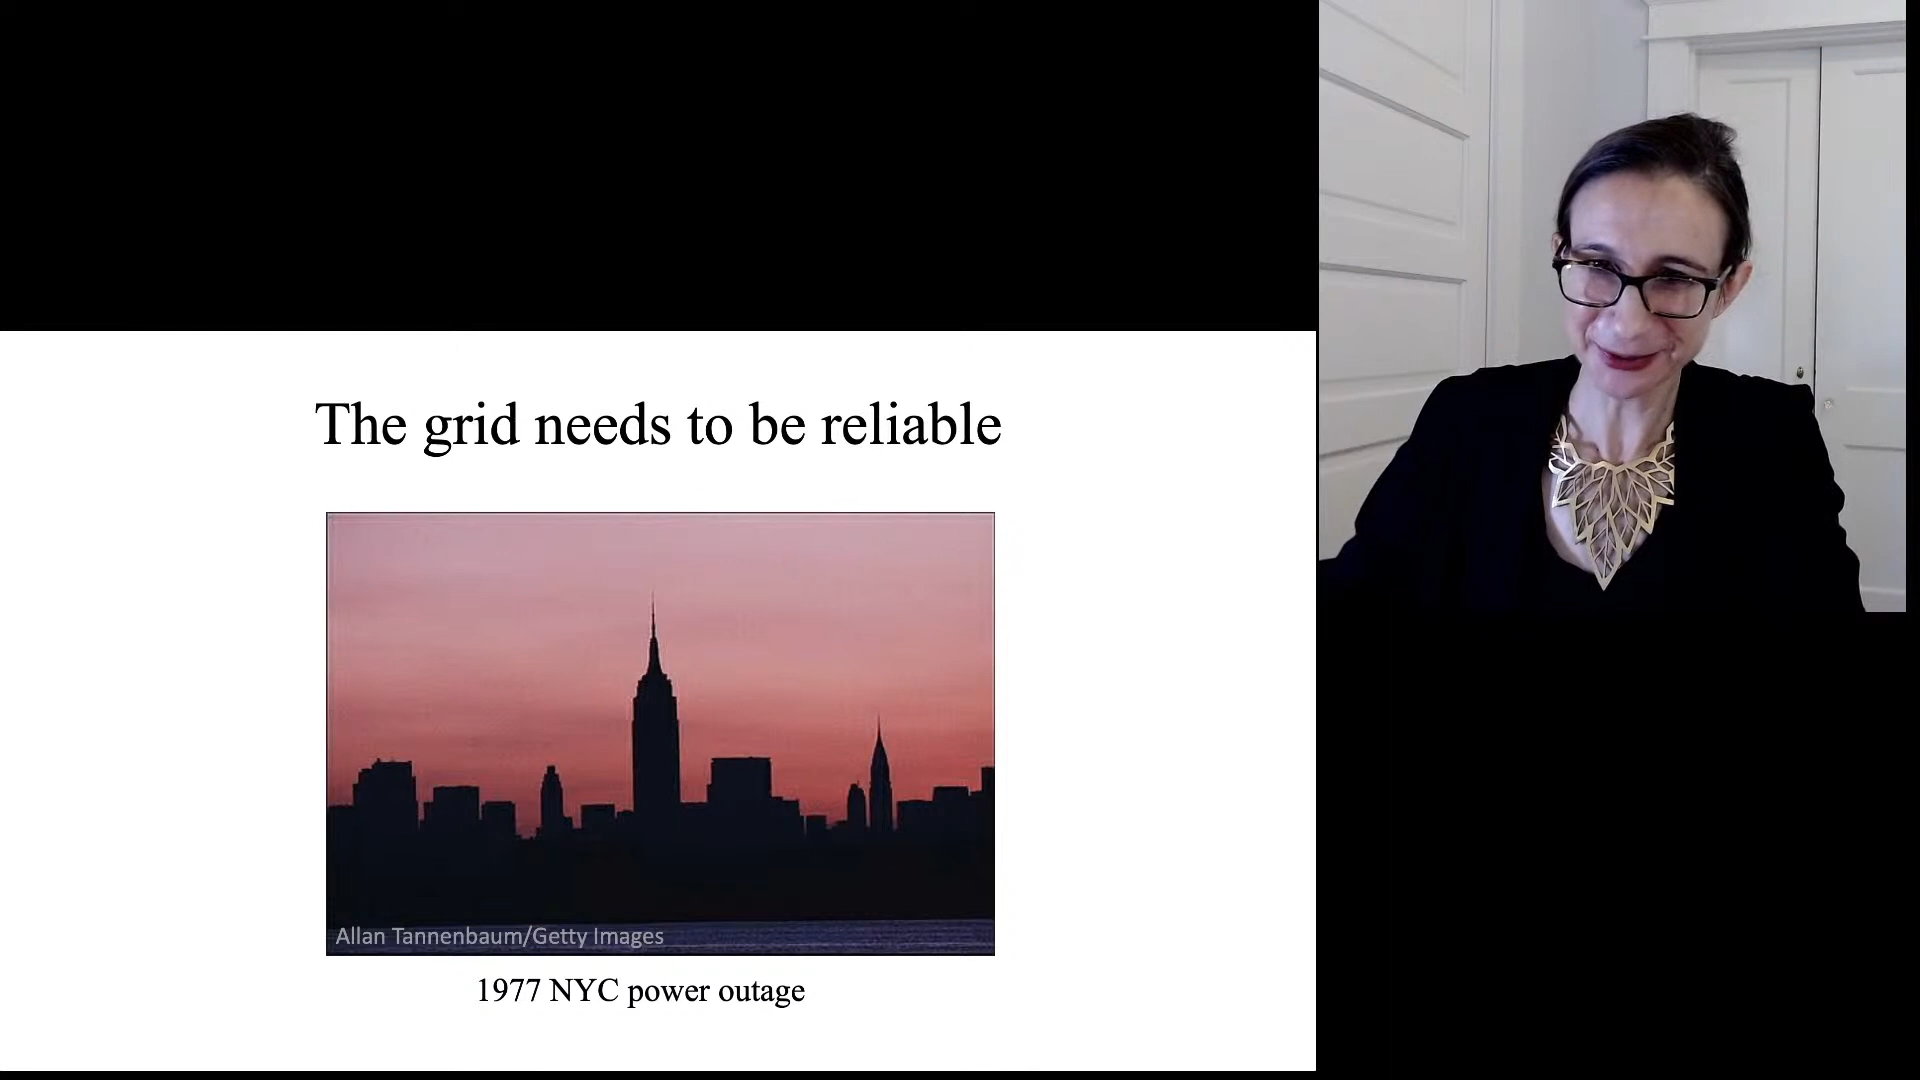 The grid needs to be reliable
Allan Tannenbaum/Getty Images
1977 NYC power outage